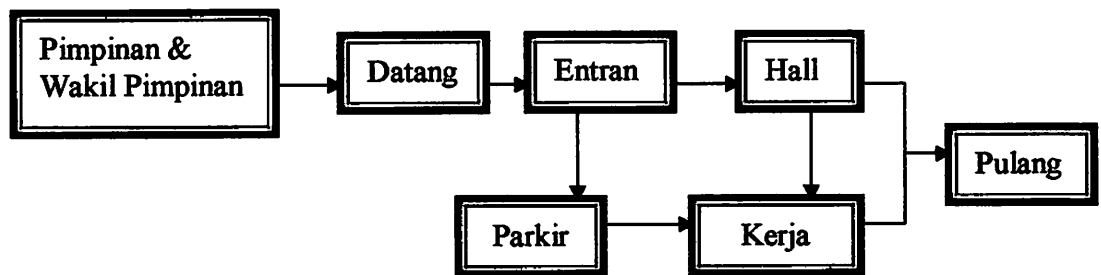 Pimpinan &
Wakil Pimpinan
Datang
Entran
Hall
Pulang
Parkir
Kerja